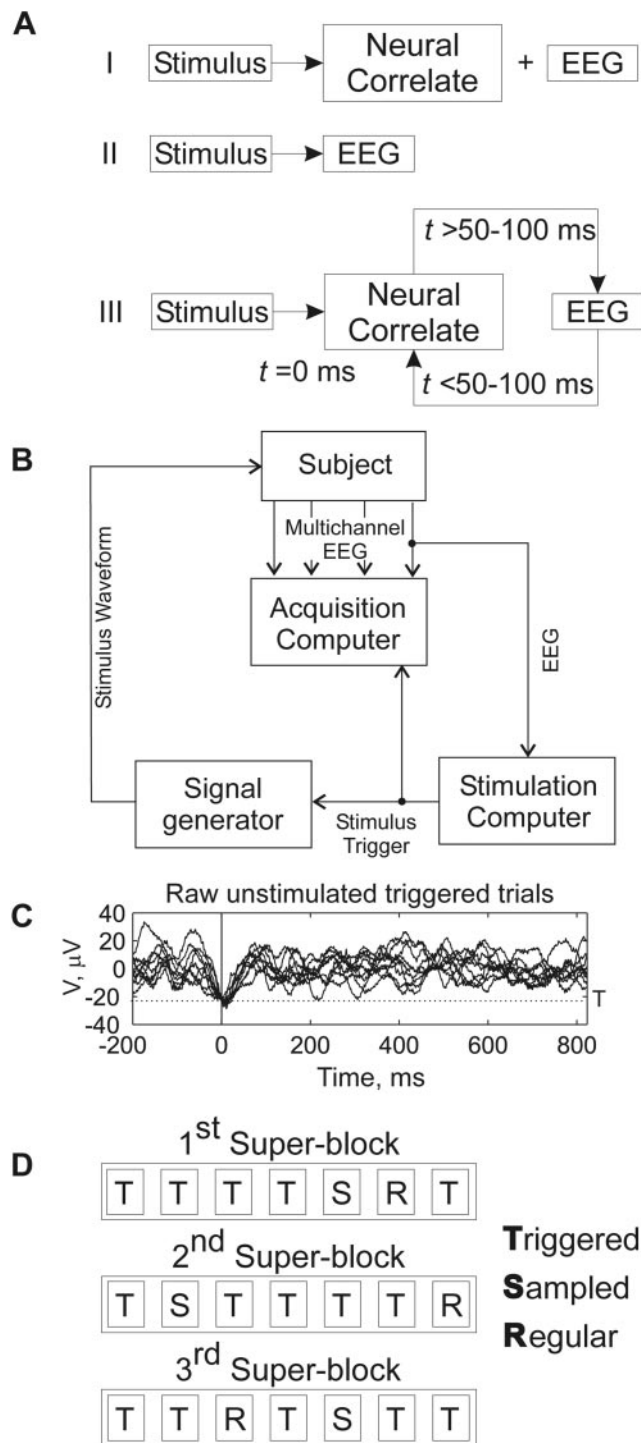 A
I Stimulus Neural Correlate + EEG
II Stimulus EEG
t >50-100 ms
III Stimulus Neural Correlate EEG
t =0 ms
t <50-100 ms
B
Subject
Multichannel
EEG
Acquisition
Computer
Stimulus Waveform
EEG
Signal
generator
Stimulus
Trigger
Stimulation
Computer
C
Raw unstimulated triggered trials
V, μV
40
20
0
-20
-40
T
-200 0 200 400 600 800
Time, ms
D
1st Super-block
T T T T S R T
2nd Super-block
T S T T T T R
3rd Super-block
T T R T S T T
Triggered
Sampled
Regular